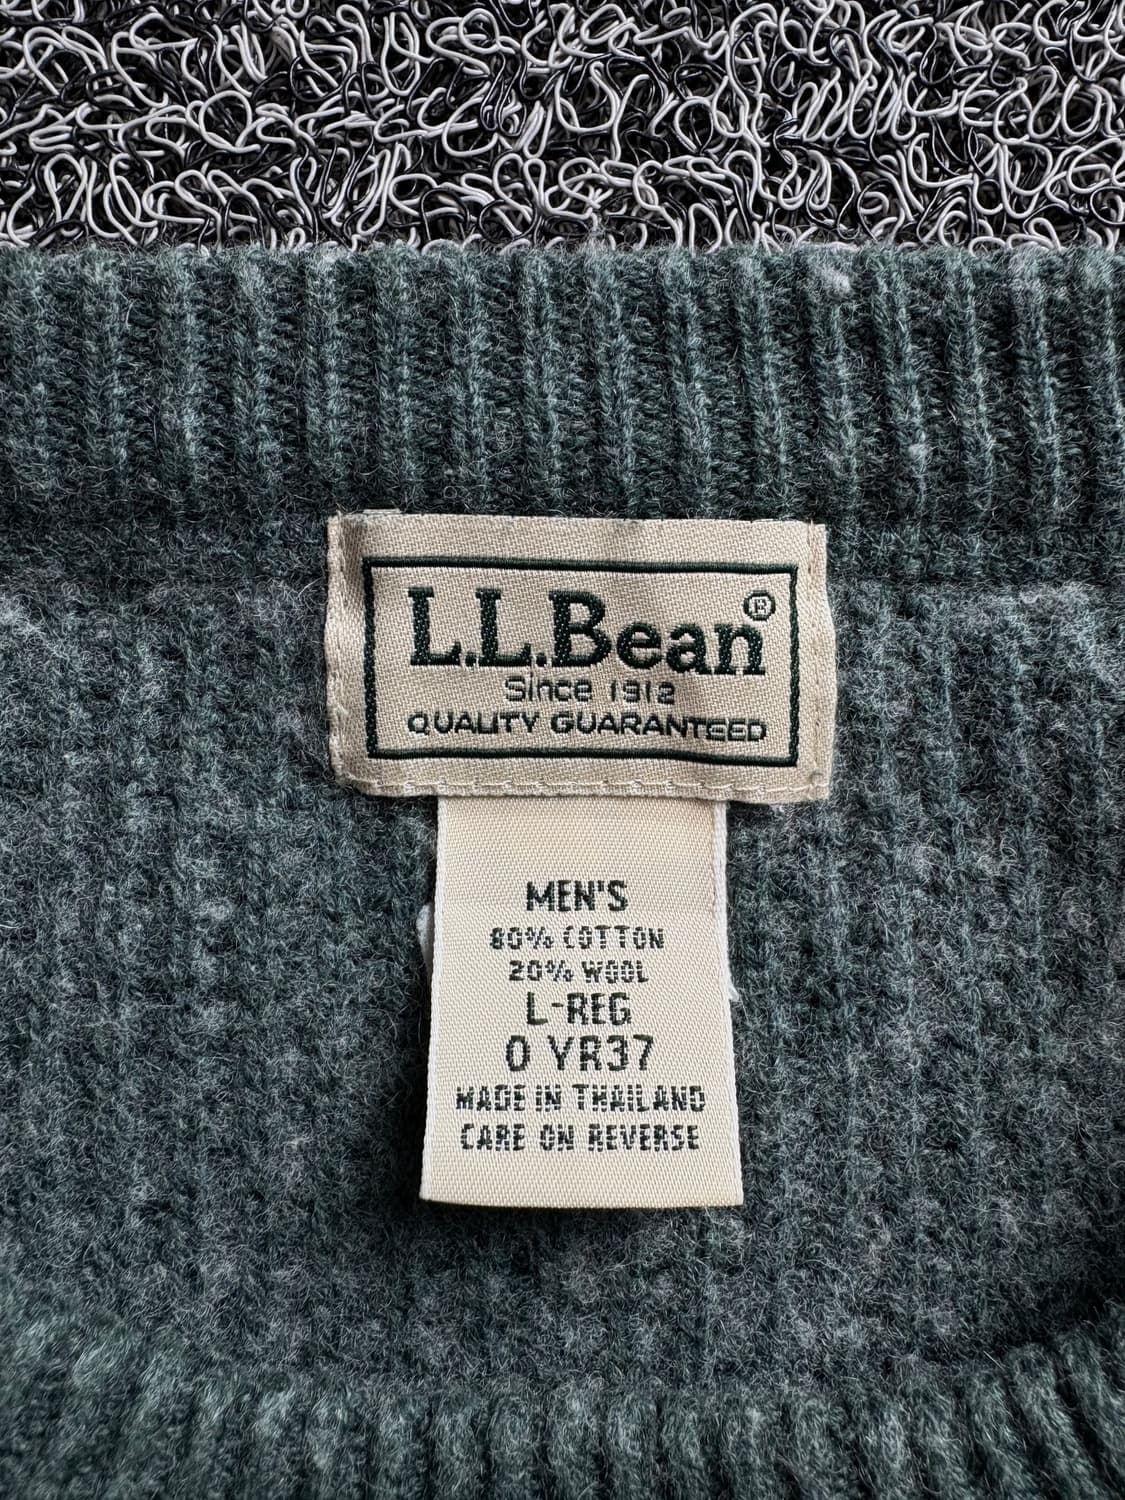 L.L.Bean®
Since 1912
QUALITY GUARANTEED
MEN'S
80% COTTON
20% WOOL
L-REG
0 YR37
MADE IN THAILAND
CARE ON REVERSE